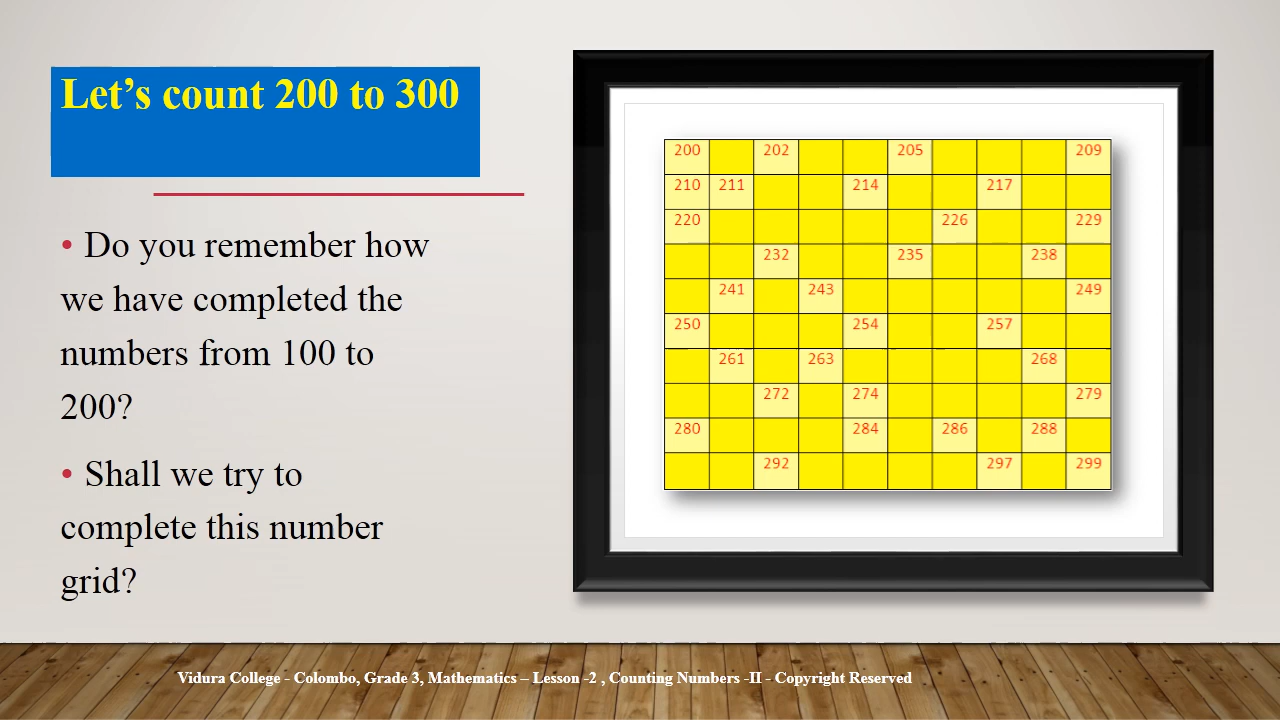 Let’s count 200 to 300
• Do you remember how
we have completed the
numbers from 100 to
200?
• Shall we try to
complete this number
grid?
200 202 205 209
210 211 214 217
220 226 229
232 235 238
241 243 249
250 254 257
261 263 268
272 274 279
280 284 286 288
292 297 299
Vidura College - Colombo, Grade 3, Mathematics – Lesson -2 , Counting Numbers -II - Copyright Reserved